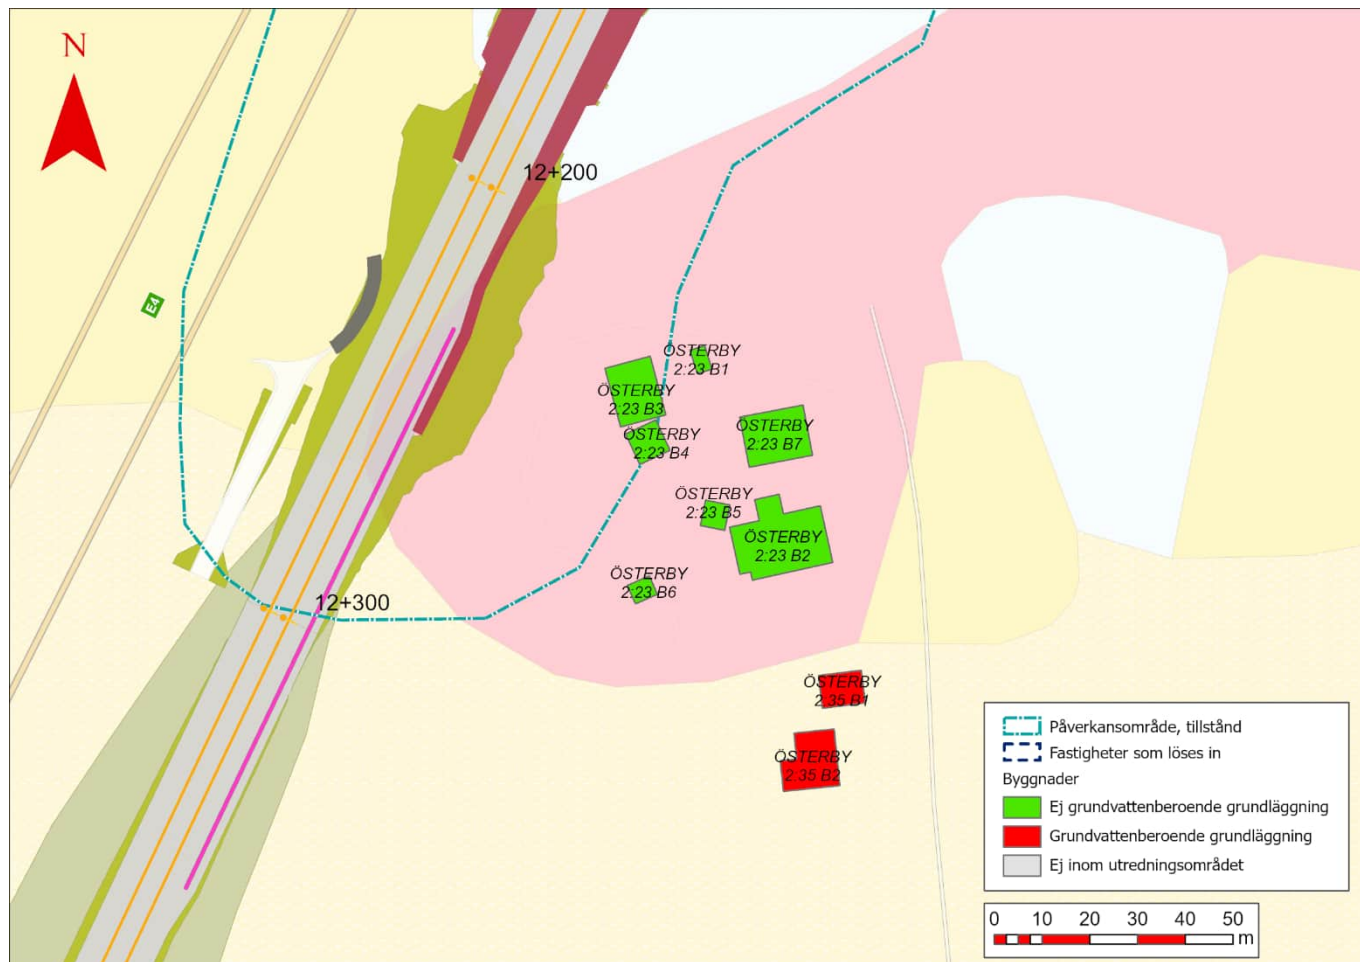 N
12+200
E4
ÖSTERBY
2:23 B1
ÖSTERBY
2:23 B3
ÖSTERBY
2:23 B4
ÖSTERBY
2:23 B7
ÖSTERBY
2:23 B5
ÖSTERBY
2:23 B2
ÖSTERBY
2:23 B6
12+300
ÖSTERBY
2:35 B1
ÖSTERBY
2:35 B2
Påverkansområde, tillstånd
Fastigheter som löses in
Byggnader
Ej grundvattenberoende grundläggning
Grundvattenberoende grundläggning
Ej inom utredningsområdet
0 10 20 30 40 50
m